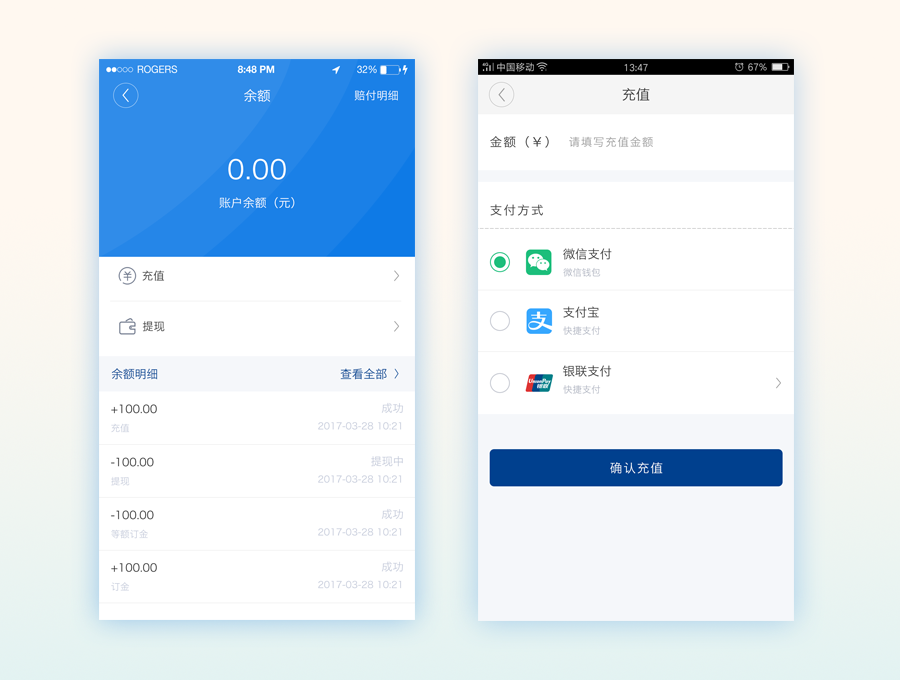 ROGERS 8:48 PM 32%
余额 赔付明细
0.00
账户余额（元）
充值
提现
余额明细 查看全部
+100.00 成功
充值 2017-03-28 10:21
-100.00 提现中
提现 2017-03-28 10:21
-100.00 成功
等额订金 2017-03-28 10:21
+100.00 成功
订金 2017-03-28 10:21
4G 中国移动 13:47 67%
充值
金额（￥） 请填写充值金额
支付方式
微信支付
微信钱包
支
支付宝
快捷支付
UnionPay
银联
银联支付
快捷支付
确认充值